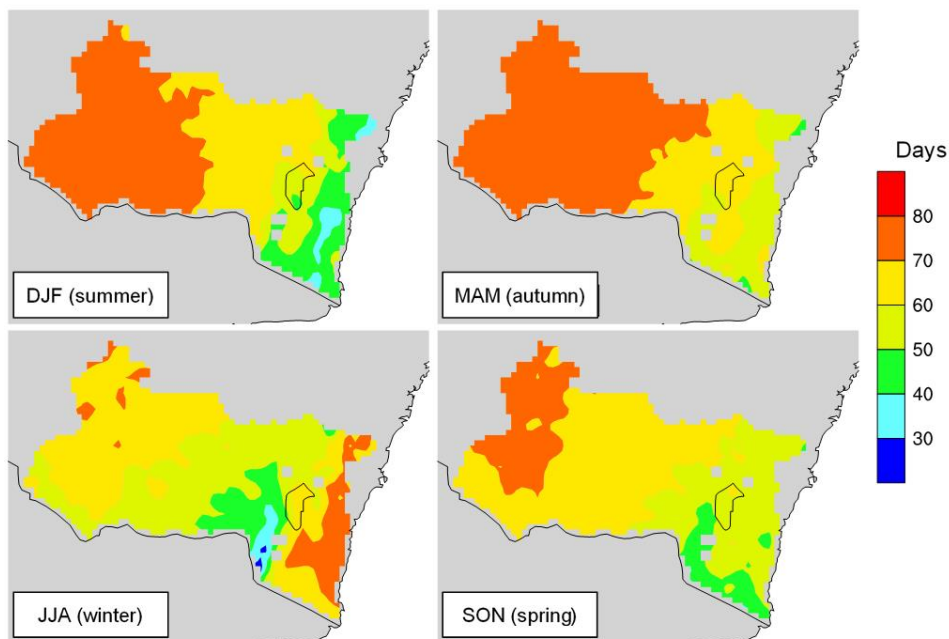 DJF (summer)
MAM (autumn)
JJA (winter)
SON (spring)
Days
80
70
60
50
40
30